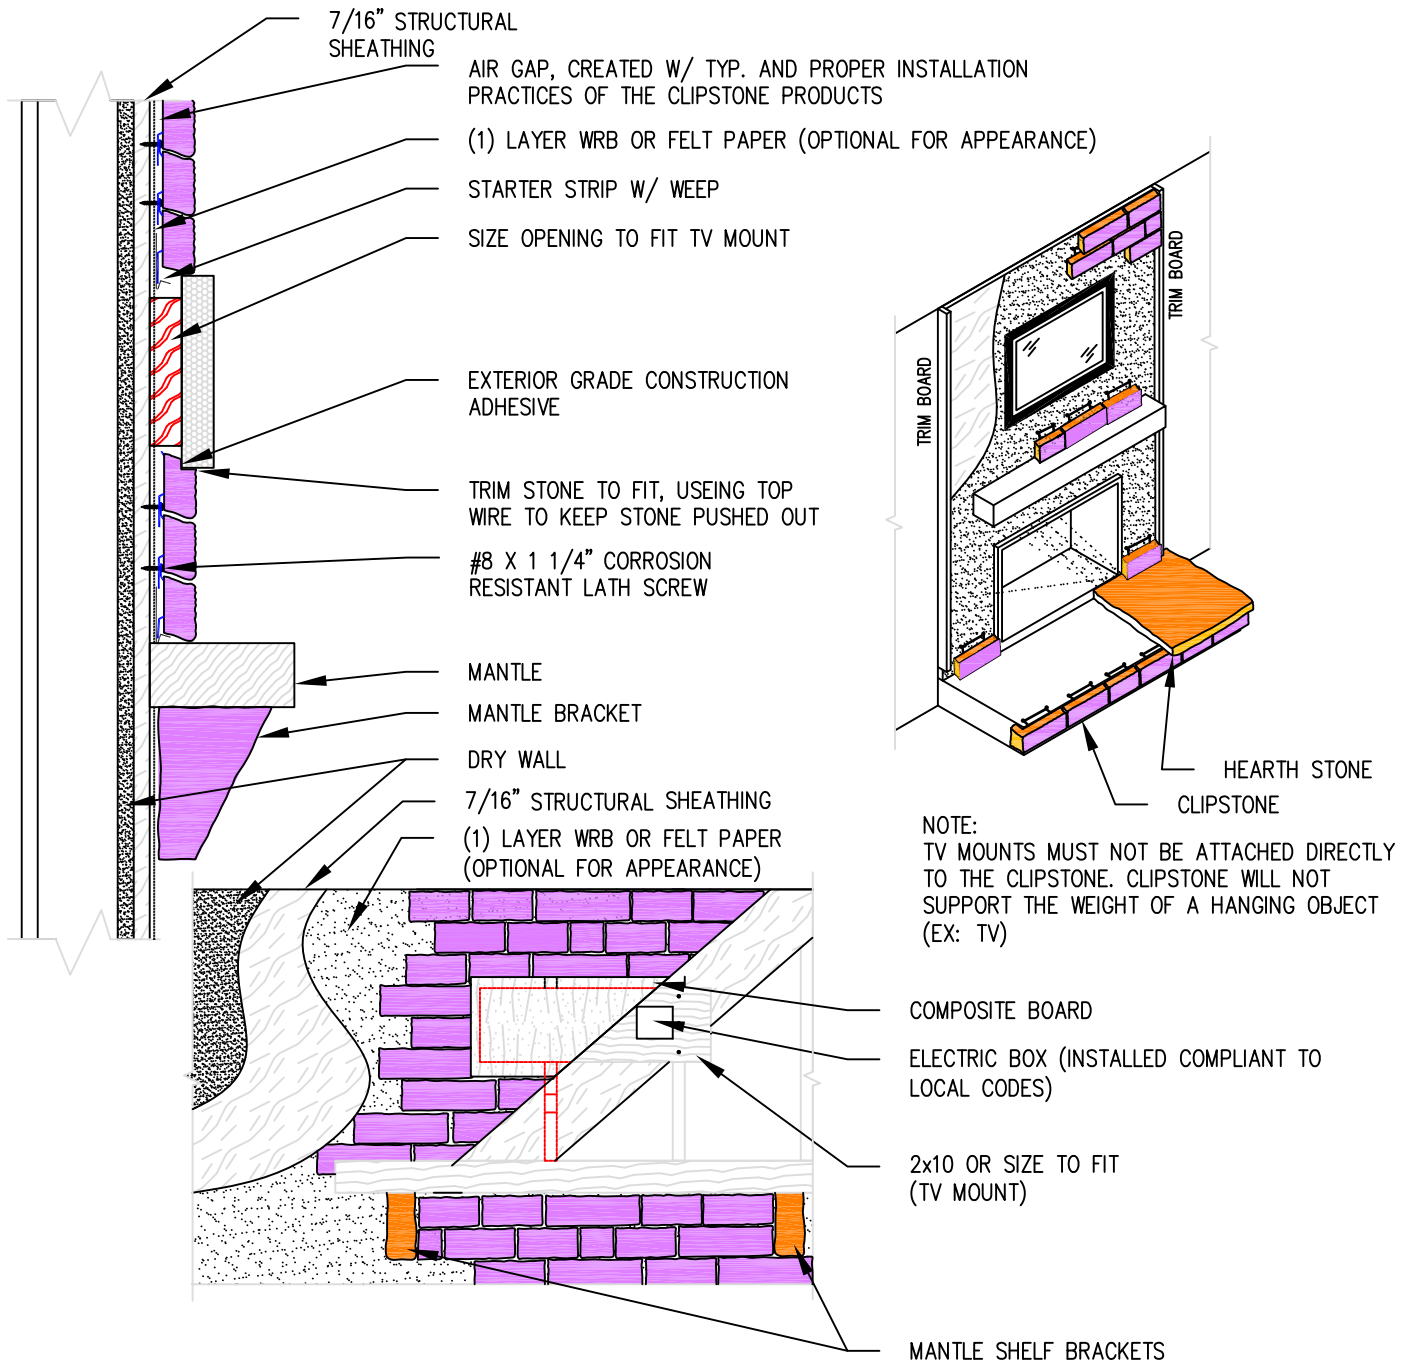 7/16" STRUCTURAL
SHEATHING
AIR GAP, CREATED W/ TYP. AND PROPER INSTALLATION
PRACTICES OF THE CLIPSTONE PRODUCTS
(1) LAYER WRB OR FELT PAPER (OPTIONAL FOR APPEARANCE)
STARTER STRIP W/ WEEP
SIZE OPENING TO FIT TV MOUNT
EXTERIOR GRADE CONSTRUCTION
ADHESIVE
TRIM STONE TO FIT, USEING TOP
WIRE TO KEEP STONE PUSHED OUT
#8 X 1 1/4" CORROSION
RESISTANT LATH SCREW
MANTLE
MANTLE BRACKET
DRY WALL
7/16" STRUCTURAL SHEATHING
(1) LAYER WRB OR FELT PAPER
(OPTIONAL FOR APPEARANCE)
TRIM BOARD
TRIM BOARD
HEARTH STONE
CLIPSTONE
NOTE:
TV MOUNTS MUST NOT BE ATTACHED DIRECTLY
TO THE CLIPSTONE. CLIPSTONE WILL NOT
SUPPORT THE WEIGHT OF A HANGING OBJECT
(EX: TV)
COMPOSITE BOARD
ELECTRIC BOX (INSTALLED COMPLIANT TO
LOCAL CODES)
2x10 OR SIZE TO FIT
(TV MOUNT)
MANTLE SHELF BRACKETS